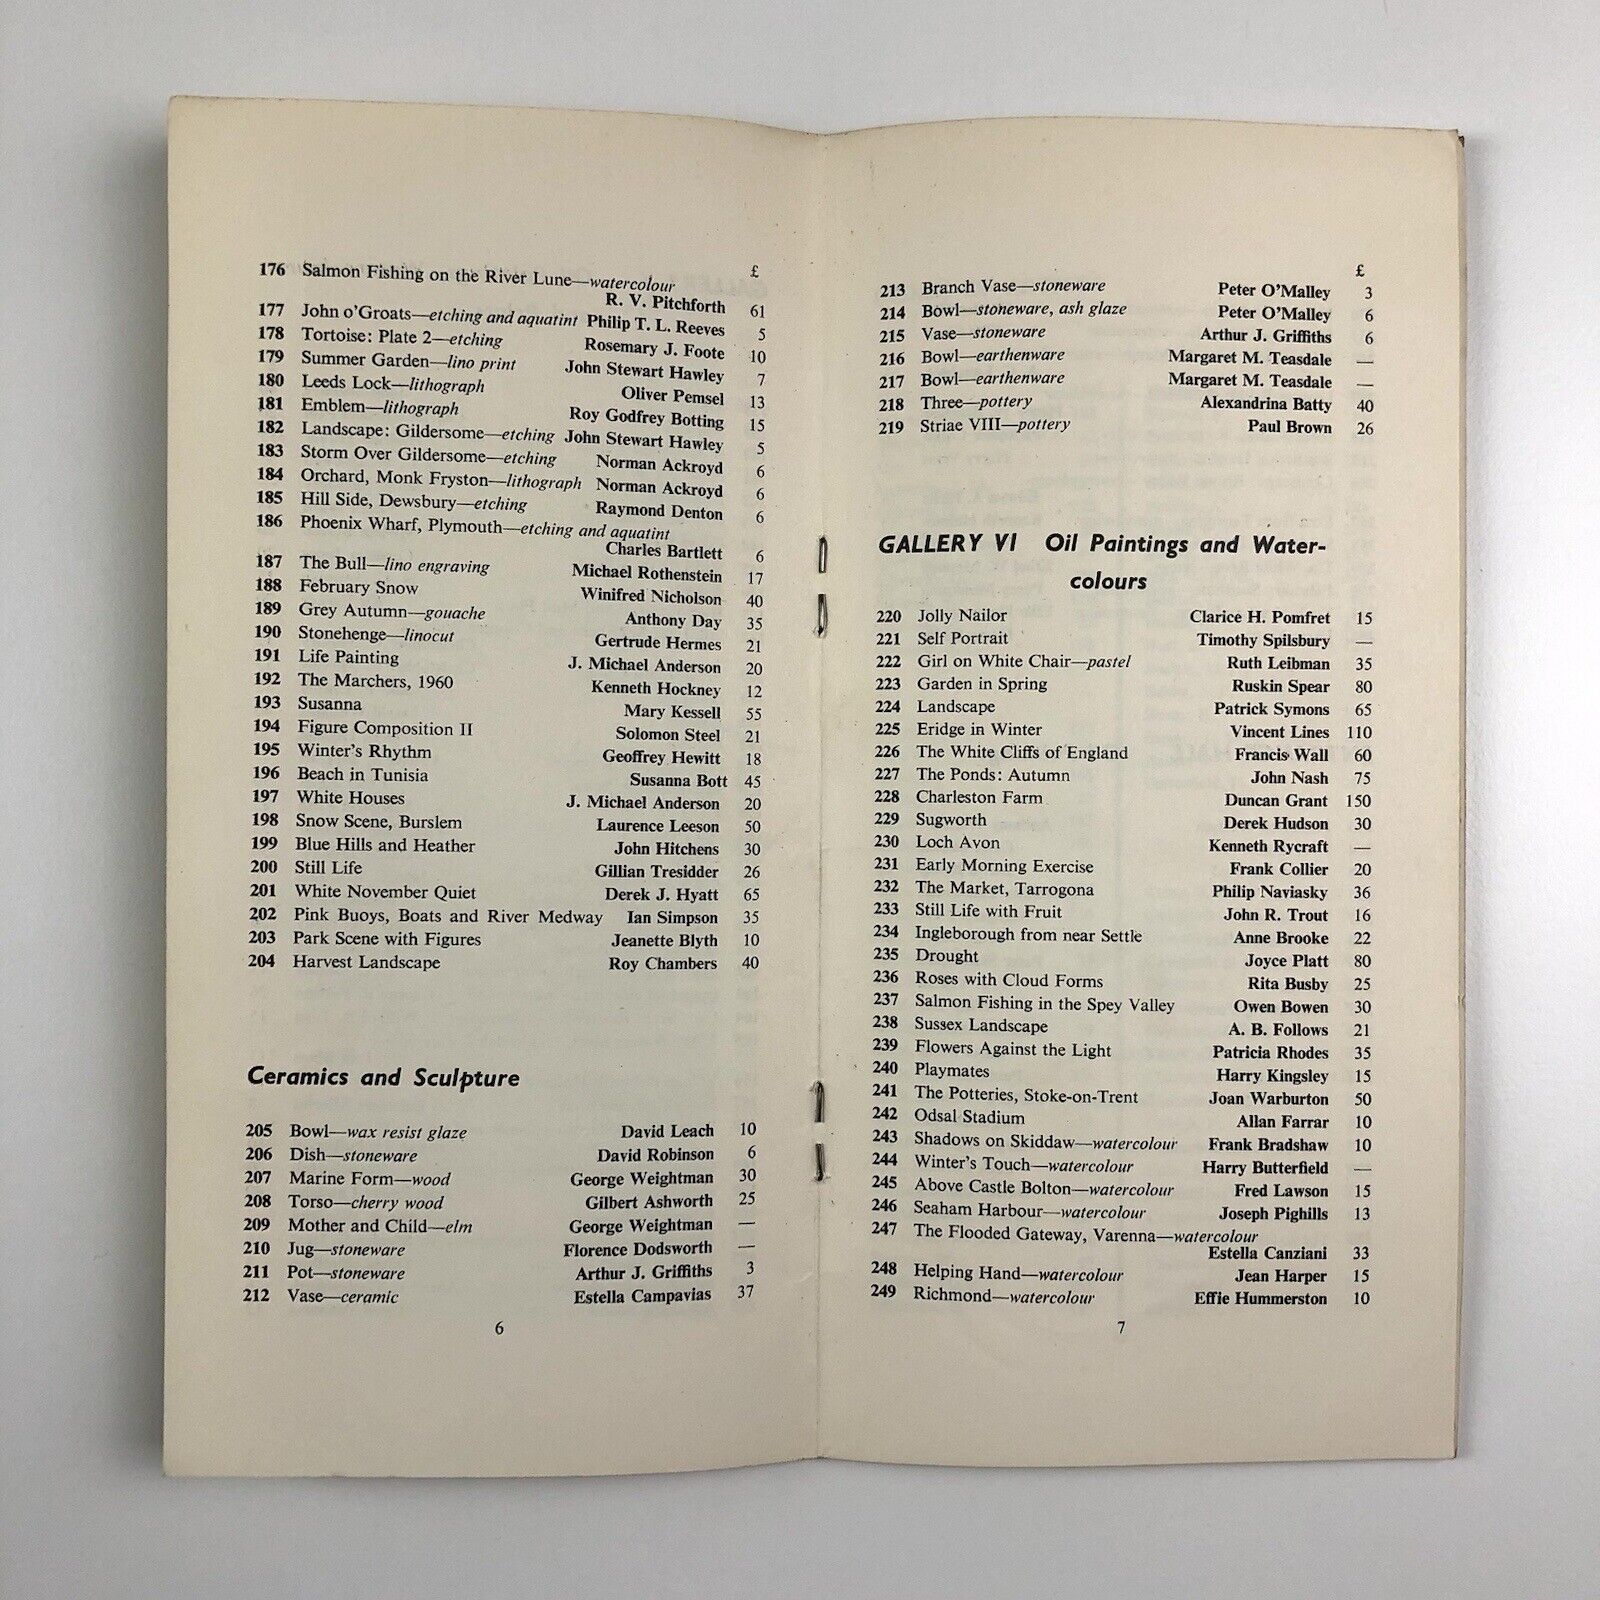 £
176 Salmon Fishing on the River Lune—watercolour
R. V. Pitchforth 61
177 John o'Groats—etching and aquatint Philip T. L. Reeves 5
178 Tortoise: Plate 2—etching Rosemary J. Foote 10
179 Summer Garden—lino print John Stewart Hawley 7
180 Leeds Lock—lithograph Oliver Pemsel 13
181 Emblem—lithograph Roy Godfrey Botting 15
182 Landscape: Gildersome—etching John Stewart Hawley 5
183 Storm Over Gildersome—etching Norman Ackroyd 6
184 Orchard, Monk Fryston—lithograph Norman Ackroyd 6
185 Hill Side, Dewsbury—etching Raymond Denton 6
186 Phoenix Wharf, Plymouth—etching and aquatint
Charles Bartlett 6
187 The Bull—lino engraving Michael Rothenstein 17
188 February Snow Winifred Nicholson 40
189 Grey Autumn—gouache Anthony Day 35
190 Stonehenge—linocut Gertrude Hermes 21
191 Life Painting J. Michael Anderson 20
192 The Marchers, 1960 Kenneth Hockney 12
193 Susanna Mary Kessell 55
194 Figure Composition II Solomon Steel 21
195 Winter's Rhythm Geoffrey Hewitt 18
196 Beach in Tunisia Susanna Bott 45
197 White Houses J. Michael Anderson 20
198 Snow Scene, Burslem Laurence Leeson 50
199 Blue Hills and Heather John Hitchens 30
200 Still Life Gillian Tresidder 26
201 White November Quiet Derek J. Hyatt 65
202 Pink Buoys, Boats and River Medway Ian Simpson 35
203 Park Scene with Figures Jeanette Blyth 10
204 Harvest Landscape Roy Chambers 40
Ceramics and Sculpture
205 Bowl—wax resist glaze David Leach 10
206 Dish—stoneware David Robinson 6
207 Marine Form—wood George Weightman 30
208 Torso—cherry wood Gilbert Ashworth 25
209 Mother and Child—elm George Weightman —
210 Jug—stoneware Florence Dodsworth —
211 Pot—stoneware Arthur J. Griffiths 3
212 Vase—ceramic Estella Campavias 37
6
£
213 Branch Vase—stoneware Peter O'Malley 3
214 Bowl—stoneware, ash glaze Peter O'Malley 6
215 Vase—stoneware Arthur J. Griffiths 6
216 Bowl—earthenware Margaret M. Teasdale —
217 Bowl—earthenware Margaret M. Teasdale —
218 Three—pottery Alexandrina Batty 40
219 Striae VIII—pottery Paul Brown 26
GALLERY VI Oil Paintings and Water-
colours
220 Jolly Nailor Clarice H. Pomfret 15
221 Self Portrait Timothy Spilsbury —
222 Girl on White Chair—pastel Ruth Leibman 35
223 Garden in Spring Ruskin Spear 80
224 Landscape Patrick Symons 65
225 Eridge in Winter Vincent Lines 110
226 The White Cliffs of England Francis Wall 60
227 The Ponds: Autumn John Nash 75
228 Charleston Farm Duncan Grant 150
229 Sugworth Derek Hudson 30
230 Loch Avon Kenneth Rycraft —
231 Early Morning Exercise Frank Collier 20
232 The Market, Tarrogona Philip Naviasky 36
233 Still Life with Fruit John R. Trout 16
234 Ingleborough from near Settle Anne Brooke 22
235 Drought Joyce Platt 80
236 Roses with Cloud Forms Rita Busby 25
237 Salmon Fishing in the Spey Valley Owen Bowen 30
238 Sussex Landscape A. B. Follows 21
239 Flowers Against the Light Patricia Rhodes 35
240 Playmates Harry Kingsley 15
241 The Potteries, Stoke-on-Trent Joan Warburton 50
242 Odsal Stadium Allan Farrar 10
243 Shadows on Skiddaw—watercolour Frank Bradshaw 10
244 Winter's Touch—watercolour Harry Butterfield —
245 Above Castle Bolton—watercolour Fred Lawson 15
246 Seaham Harbour—watercolour Joseph Pighills 13
247 The Flooded Gateway, Varenna—watercolour
Estella Canziani 33
248 Helping Hand—watercolour Jean Harper 15
249 Richmond—watercolour Effie Hummerston 10
7